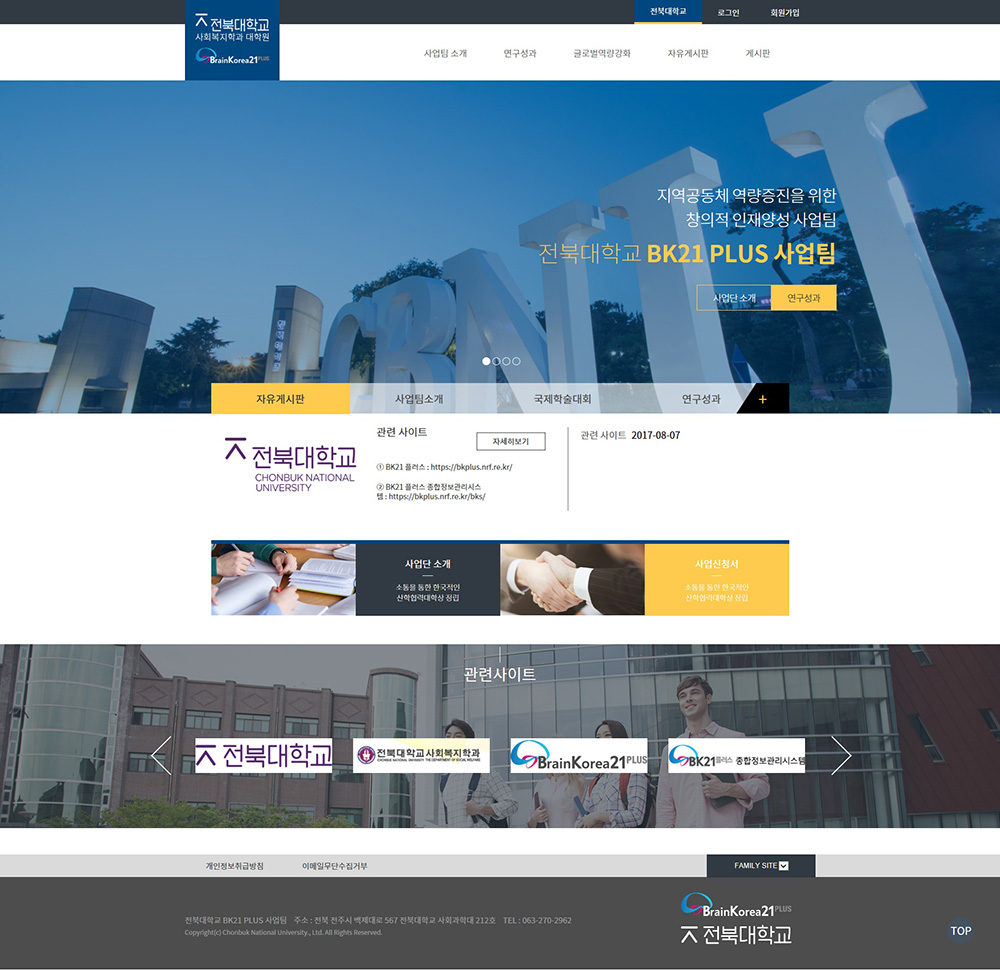 전북대학교
사회복지학과 대학원
BrainKorea21 PLUS
전북대학교
로그인
회원가입
사업팀 소개
연구성과
글로벌역량강화
자유게시판
게시판
CBNU
지역공동체 역량증진을 위한
창의적 인재양성 사업팀
전북대학교 BK21 PLUS 사업팀
사업단 소개
연구성과
자유게시판
사업팀소개
국제학술대회
연구성과
+
전북대학교
CHONBUK NATIONAL
UNIVERSITY
관련 사이트
자세히보기
① BK21 플러스 : https://bkplus.nrf.re.kr/
② BK21 플러스 종합정보관리시스
템 : https://bkplus.nrf.re.kr/bks/
관련 사이트 2017-08-07
사업단 소개
소통을 통한 한국적인
산학협력대학상 정립
사업신청서
소통을 통한 한국적인
산학협력대학상 정립
관련사이트
전북대학교
전북대학교사회복지학과
CHONBUK NATIONAL UNIVERSITY THE DEPARTMENT OF SOCIAL WELFARE
BrainKorea21 PLUS
BK21 플러스 종합정보관리시스템
개인정보취급방침
이메일무단수집거부
FAMILY SITE
전북대학교 BK21 PLUS 사업팀 주소 : 전북 전주시 백제대로 567 전북대학교 사회과학대 212호 TEL : 063-270-2962
Copyright(c) Chonbuk National University., Ltd. All Rights Reserved.
BrainKorea21 PLUS
전북대학교
TOP